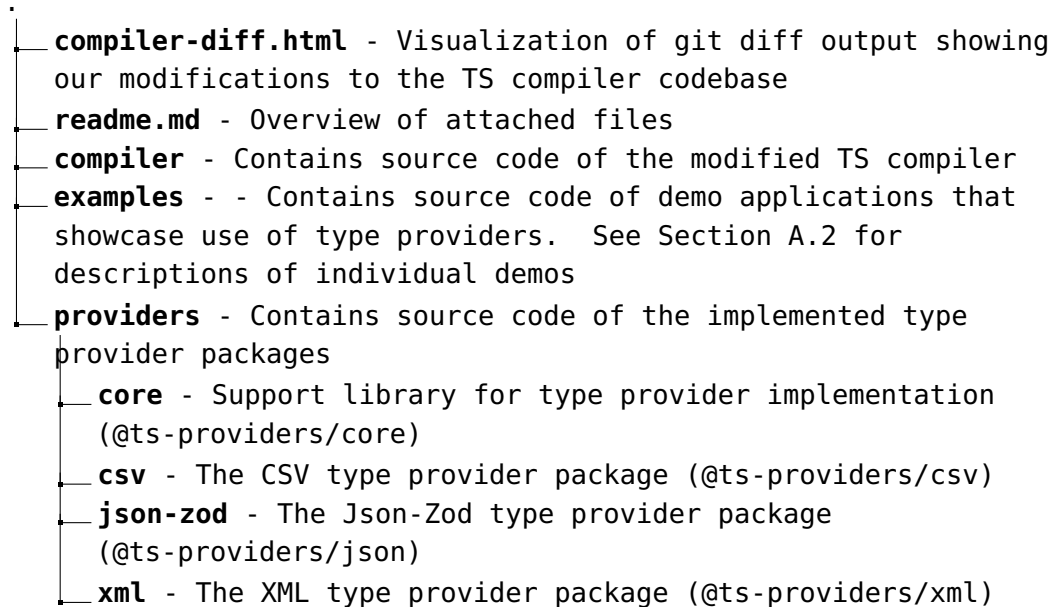 .
compiler-diff.html - Visualization of git diff output showing
our modifications to the TS compiler codebase
readme.md - Overview of attached files
compiler - Contains source code of the modified TS compiler
examples - - Contains source code of demo applications that
showcase use of type providers. See Section A.2 for
descriptions of individual demos
providers - Contains source code of the implemented type
provider packages
core - Support library for type provider implementation
(@ts-providers/core)
csv - The CSV type provider package (@ts-providers/csv)
json-zod - The Json-Zod type provider package
(@ts-providers/json)
xml - The XML type provider package (@ts-providers/xml)